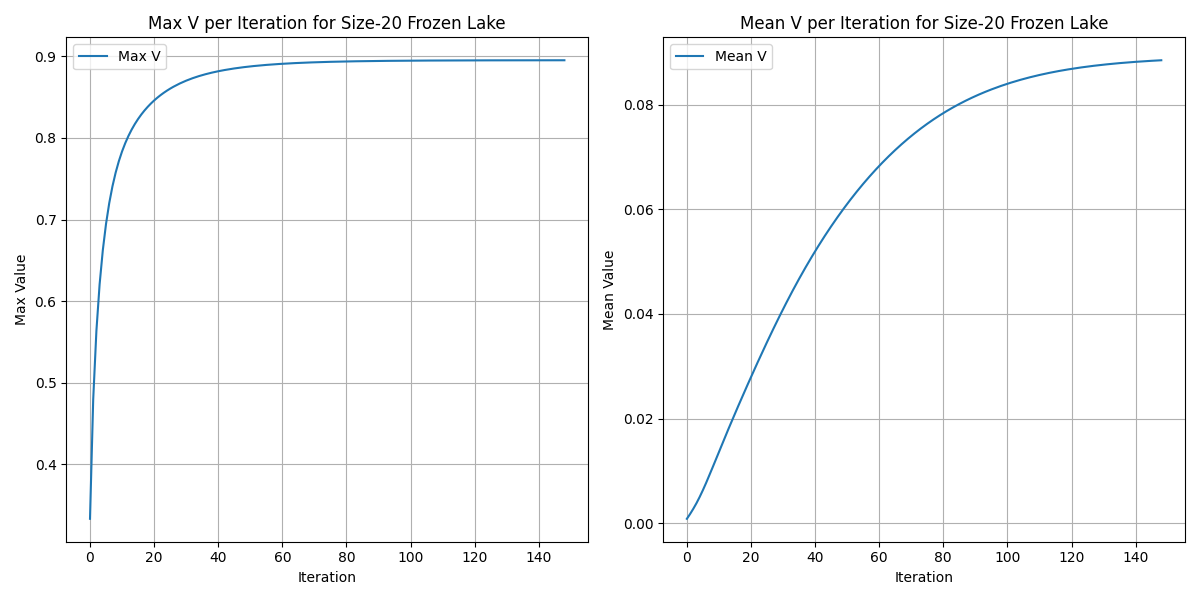 Max V per Iteration for Size-20 Frozen Lake
Max V
Max Value
0.9
0.8
0.7
0.6
0.5
0.4
0 20 40 60 80 100 120 140
Iteration
Mean V per Iteration for Size-20 Frozen Lake
Mean V
Mean Value
0.08
0.06
0.04
0.02
0.00
0 20 40 60 80 100 120 140
Iteration